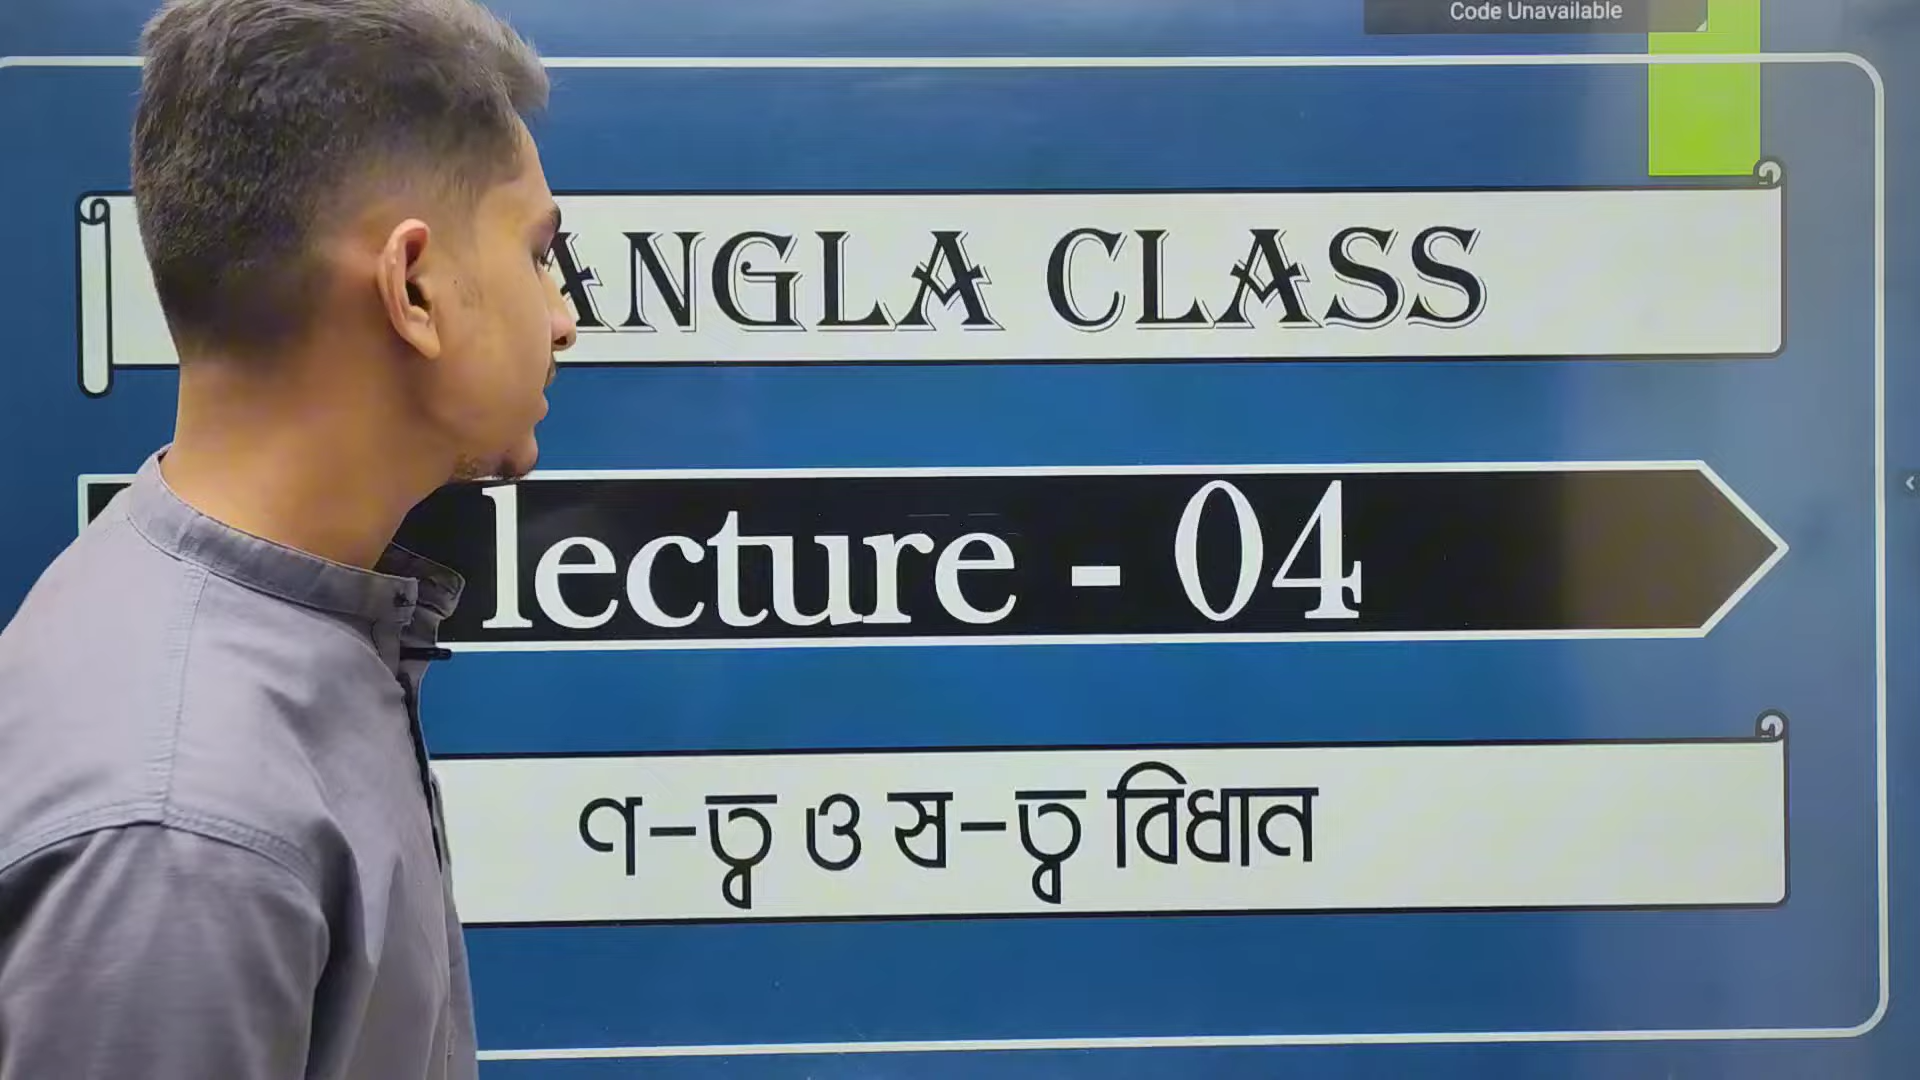 Code Unavailable
ANGLA CLASS
lecture - 04
ণ-ত্ব ও ষ-ত্ব বিধান